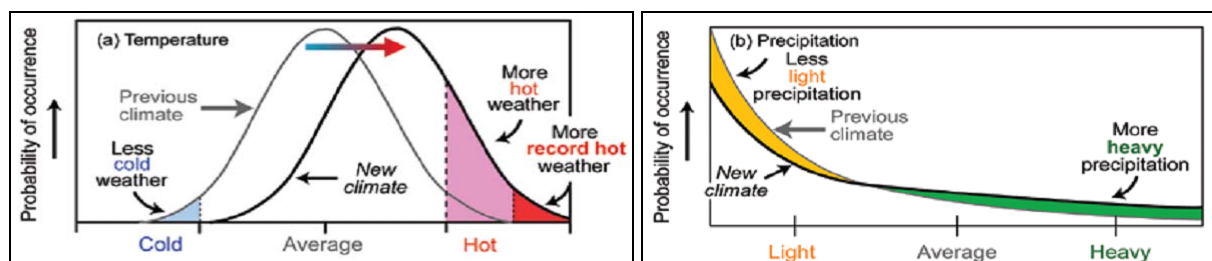 (a) Temperature
Probability of occurrence
Previous
climate
Less
cold
weather
New
climate
More
hot
weather
More
record hot
weather
Cold
Average
Hot
(b) Precipitation
Probability of occurrence
Less
light
precipitation
Previous
climate
New
climate
More
heavy
precipitation
Light
Average
Heavy